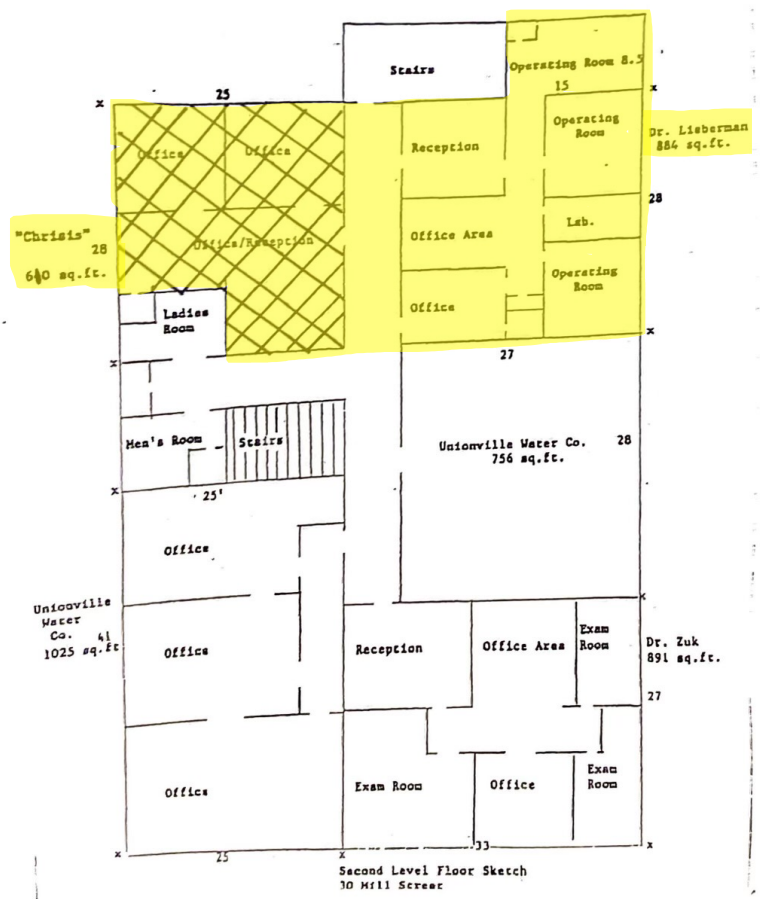 Stairs
Operating Room 8.5
15
25
x
x
Office
Office
Reception
Operating
Room
Dr. Lieberman
884 sq.ft.
28
"Chrisis"
28
sq.ft.
Office/Reception
Office Area
Lab.
Office
Operating
Room
Ladies
Room
x
27
x
Men's Room
Stairs
Unionville Water Co.
28
756 sq.ft.
x
25'
Office
x
Unionville
Water
Co. 41
1025 sq.ft
Office
Reception
Office Area
Exam
Room
Dr. Zuk
891 sq.ft.
27
Office
Exam Room
Office
Exam
Room
x
25
x
33
x
Second Level Floor Sketch
30 Mill Street